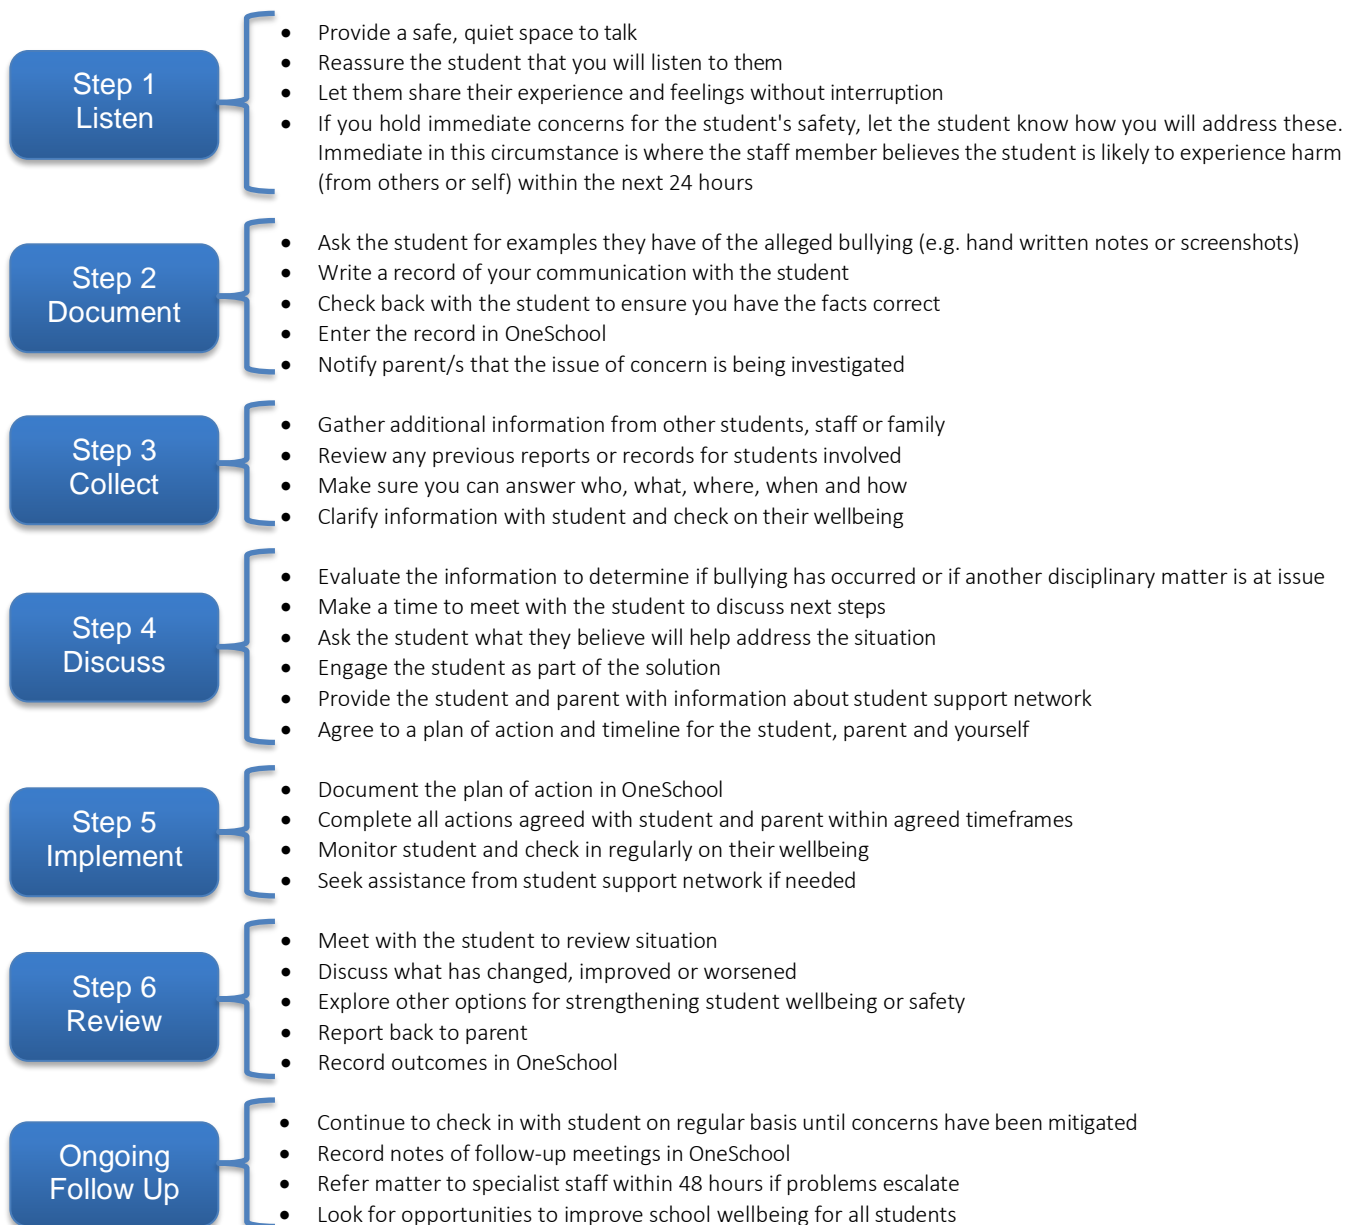 Step 1
Listen
• Provide a safe, quiet space to talk
• Reassure the student that you will listen to them
• Let them share their experience and feelings without interruption
• If you hold immediate concerns for the student's safety, let the student know how you will address these.
Immediate in this circumstance is where the staff member believes the student is likely to experience harm
(from others or self) within the next 24 hours
Step 2
Document
• Ask the student for examples they have of the alleged bullying (e.g. hand written notes or screenshots)
• Write a record of your communication with the student
• Check back with the student to ensure you have the facts correct
• Enter the record in OneSchool
• Notify parent/s that the issue of concern is being investigated
Step 3
Collect
• Gather additional information from other students, staff or family
• Review any previous reports or records for students involved
• Make sure you can answer who, what, where, when and how
• Clarify information with student and check on their wellbeing
Step 4
Discuss
• Evaluate the information to determine if bullying has occurred or if another disciplinary matter is at issue
• Make a time to meet with the student to discuss next steps
• Ask the student what they believe will help address the situation
• Engage the student as part of the solution
• Provide the student and parent with information about student support network
• Agree to a plan of action and timeline for the student, parent and yourself
Step 5
Implement
• Document the plan of action in OneSchool
• Complete all actions agreed with student and parent within agreed timeframes
• Monitor student and check in regularly on their wellbeing
• Seek assistance from student support network if needed
Step 6
Review
• Meet with the student to review situation
• Discuss what has changed, improved or worsened
• Explore other options for strengthening student wellbeing or safety
• Report back to parent
• Record outcomes in OneSchool
Ongoing
Follow Up
• Continue to check in with student on regular basis until concerns have been mitigated
• Record notes of follow-up meetings in OneSchool
• Refer matter to specialist staff within 48 hours if problems escalate
• Look for opportunities to improve school wellbeing for all students